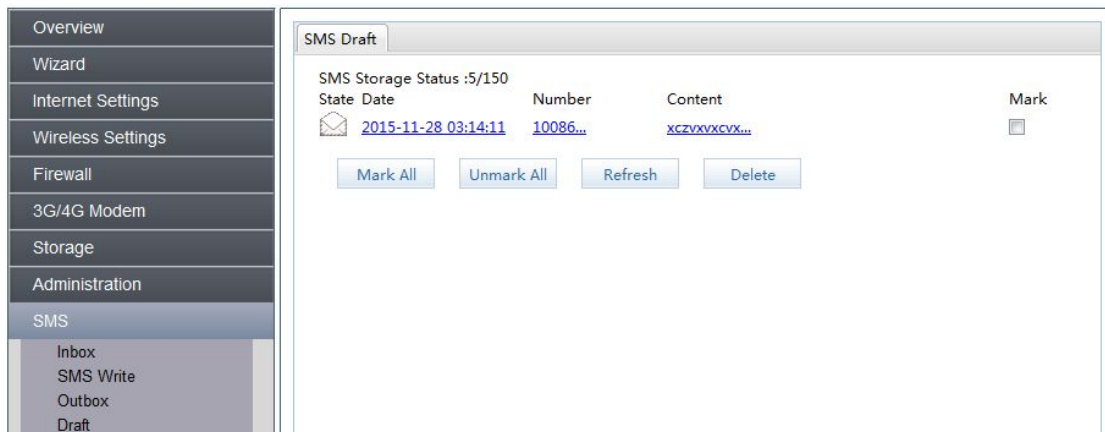 Overview
Wizard
Internet Settings
Wireless Settings
Firewall
3G/4G Modem
Storage
Administration
SMS
Inbox
SMS Write
Outbox
Draft
SMS Draft
SMS Storage Status :5/150
State Date Number Content Mark
2015-11-28 03:14:11 10086... xczvxvxcvx...
Mark All Unmark All Refresh Delete